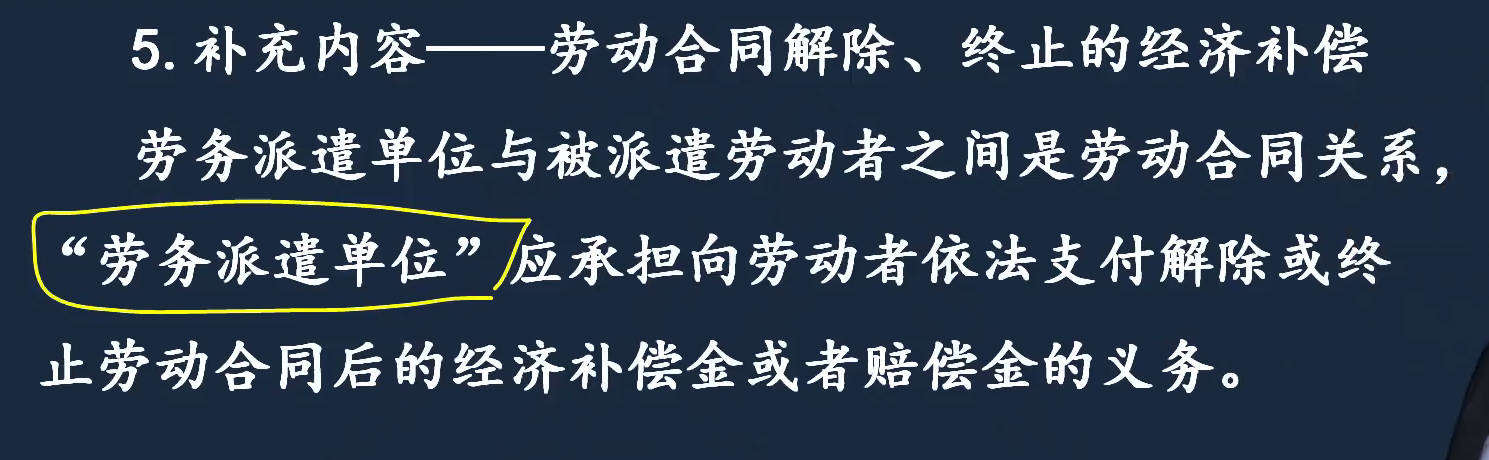 5.补充内容——劳动合同解除、终止的经济补偿
劳务派遣单位与被派遣劳动者之间是劳动合同关系，
“劳务派遣单位”应承担向劳动者依法支付解除或终
止劳动合同后的经济补偿金或者赔偿金的义务。